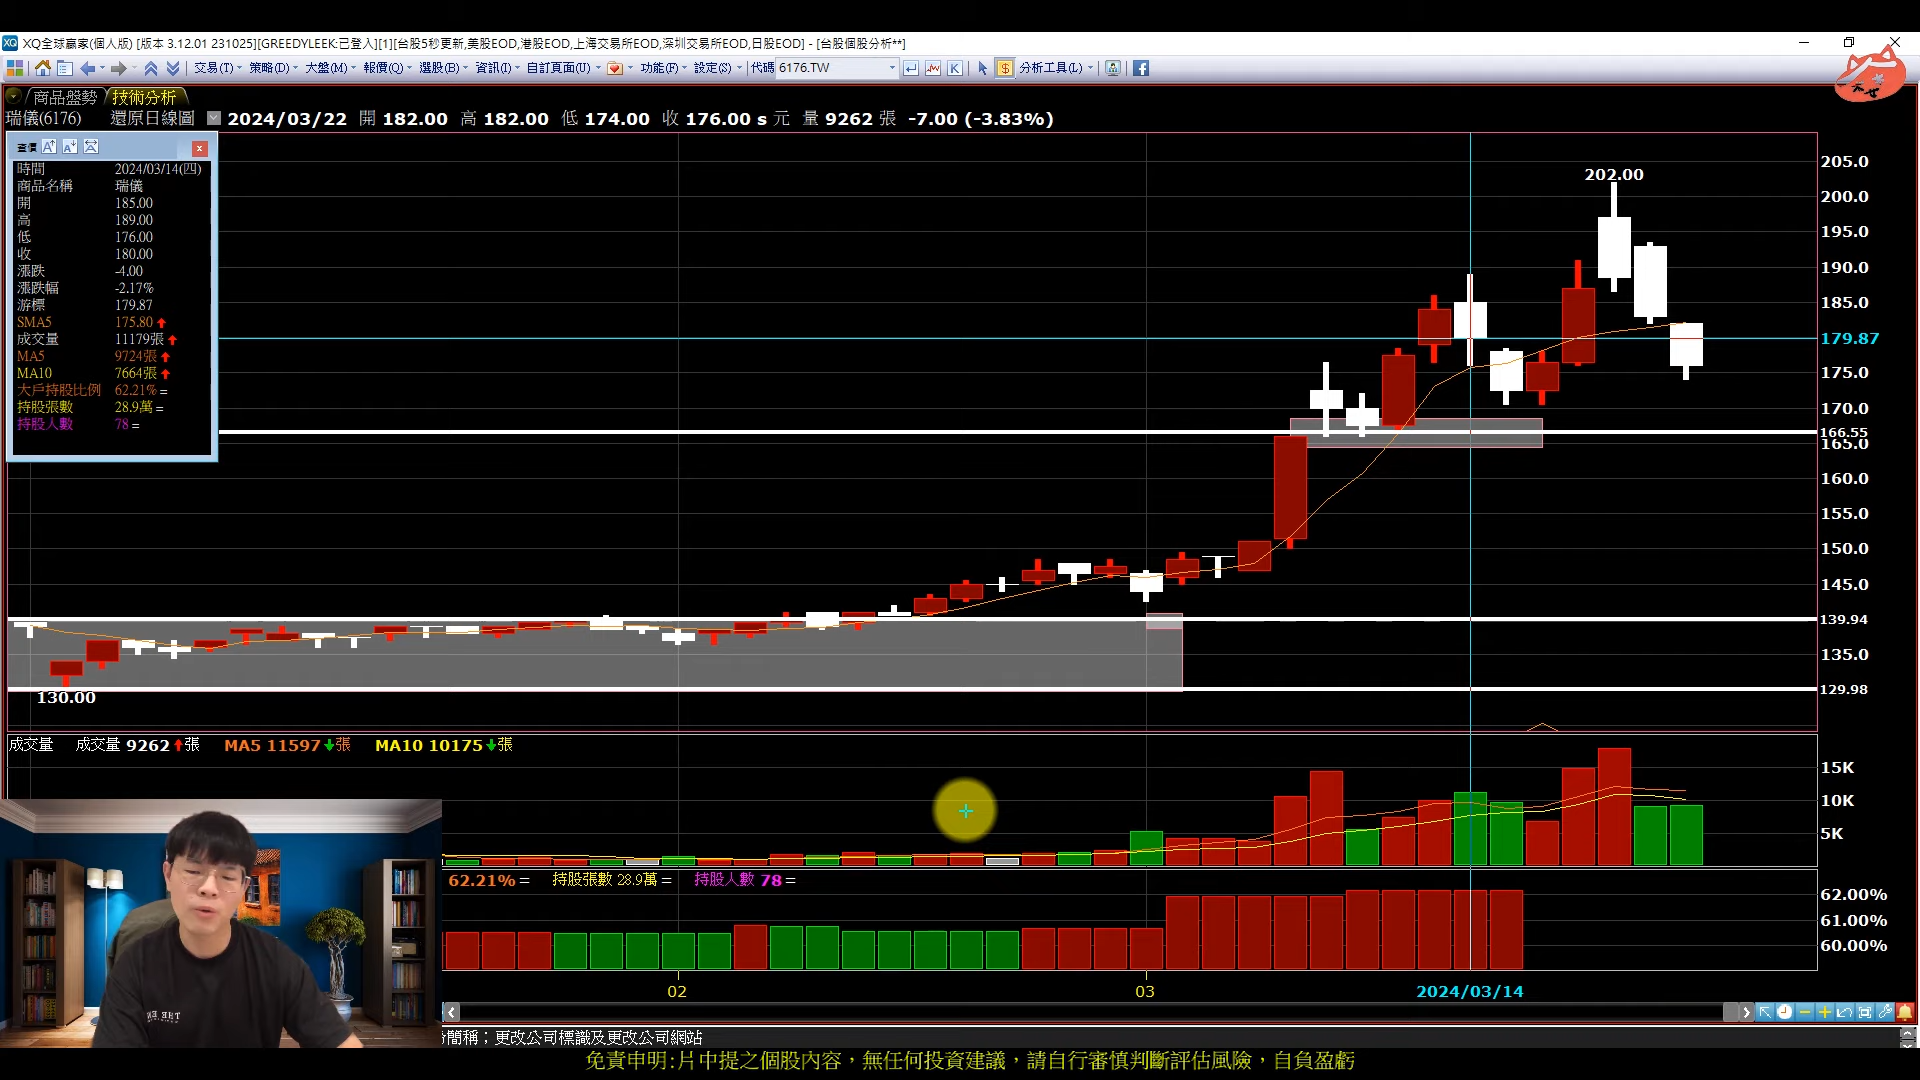 XQ全球贏家(個人版) [版本 3.12.01 231025][GREEDYLEEK:已登入][1][台股5秒更新,美股EOD,港股EOD,上海交易所EOD,深圳交易所EOD,日股EOD] - [台股個股分析**]
交易(T) 策略(D) 大盤(M) 報價(Q) 選股(B) 資訊(I) 自訂頁面(U) 功能(F) 設定(S) 代碼 6176.TW K $ 分析工具(L)
商品盤勢 技術分析
瑞儀(6176) 還原日線圖 2024/03/22 開 182.00 高 182.00 低 174.00 收 176.00 s 元 量 9262 張 -7.00 (-3.83%)
查價
時間 2024/03/14(四)
商品名稱 瑞儀
開 185.00
高 189.00
低 176.00
收 180.00
漲跌 -4.00
漲跌幅 -2.17%
游標 179.87
SMA5 175.80
成交量 11179張
MA5 9724張
MA10 7664張
大戶持股比例 62.21% =
持股張數 28.9萬 =
持股人數 78 =
202.00
130.00
205.0
200.0
195.0
190.0
185.0
179.87
175.0
170.0
166.55
165.0
160.0
155.0
150.0
145.0
139.94
135.0
129.98
成交量 成交量 9262 張 MA5 11597 張 MA10 10175 張
15K
10K
5K
62.21% = 持股張數 28.9萬 = 持股人數 78 =
62.00%
61.00%
60.00%
02 03 2024/03/14
簡稱；更改公司標識及更改公司網站
免責申明:片中提之個股內容，無任何投資建議，請自行審慎判斷評估風險，自負盈虧